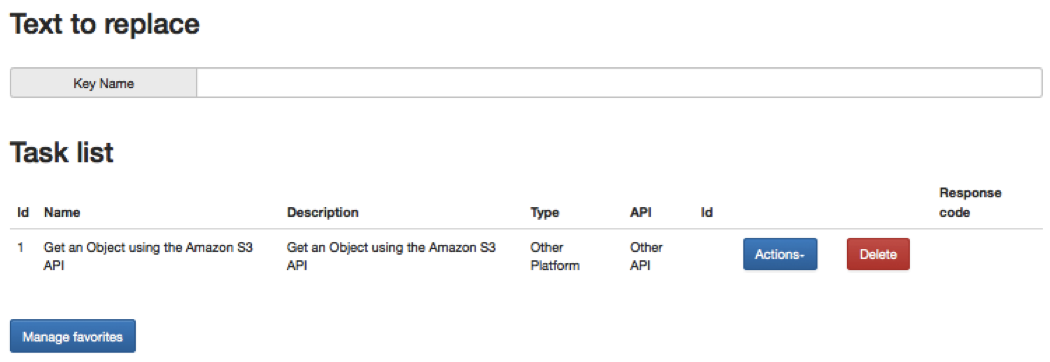 Text to replace
Key Name
Task list
Id Name Description Type API Id Response code
1 Get an Object using the Amazon S3 API Get an Object using the Amazon S3 API Other Platform Other API Actions- Delete
Manage favorites